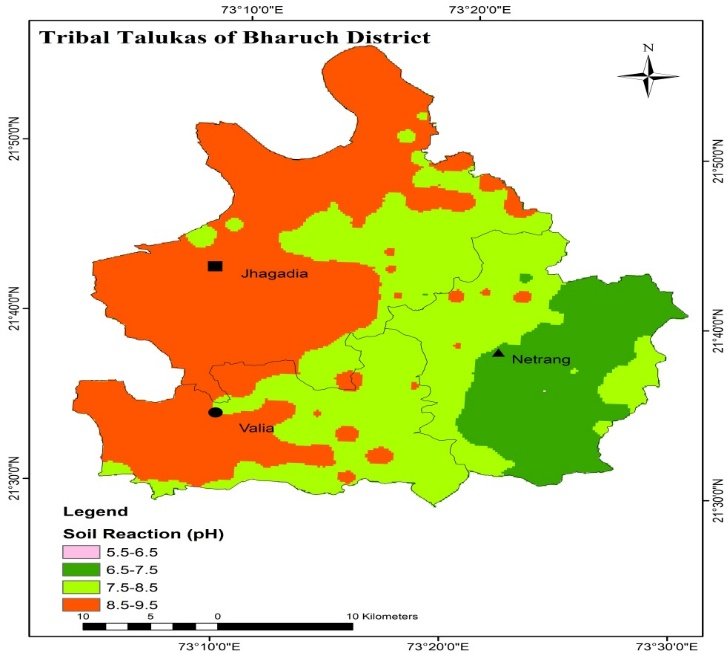 73°10'0"E 73°20'0"E
Tribal Talukas of Bharuch District
N
21°50'0"N 21°50'0"N
Jhagadia
21°40'0"N 21°40'0"N
Netrang
Valia
21°30'0"N 21°30'0"N
Legend
Soil Reaction (pH)
5.5-6.5
6.5-7.5
7.5-8.5
8.5-9.5
10 5 0 10 Kilometers
73°10'0"E 73°20'0"E 73°30'0"E